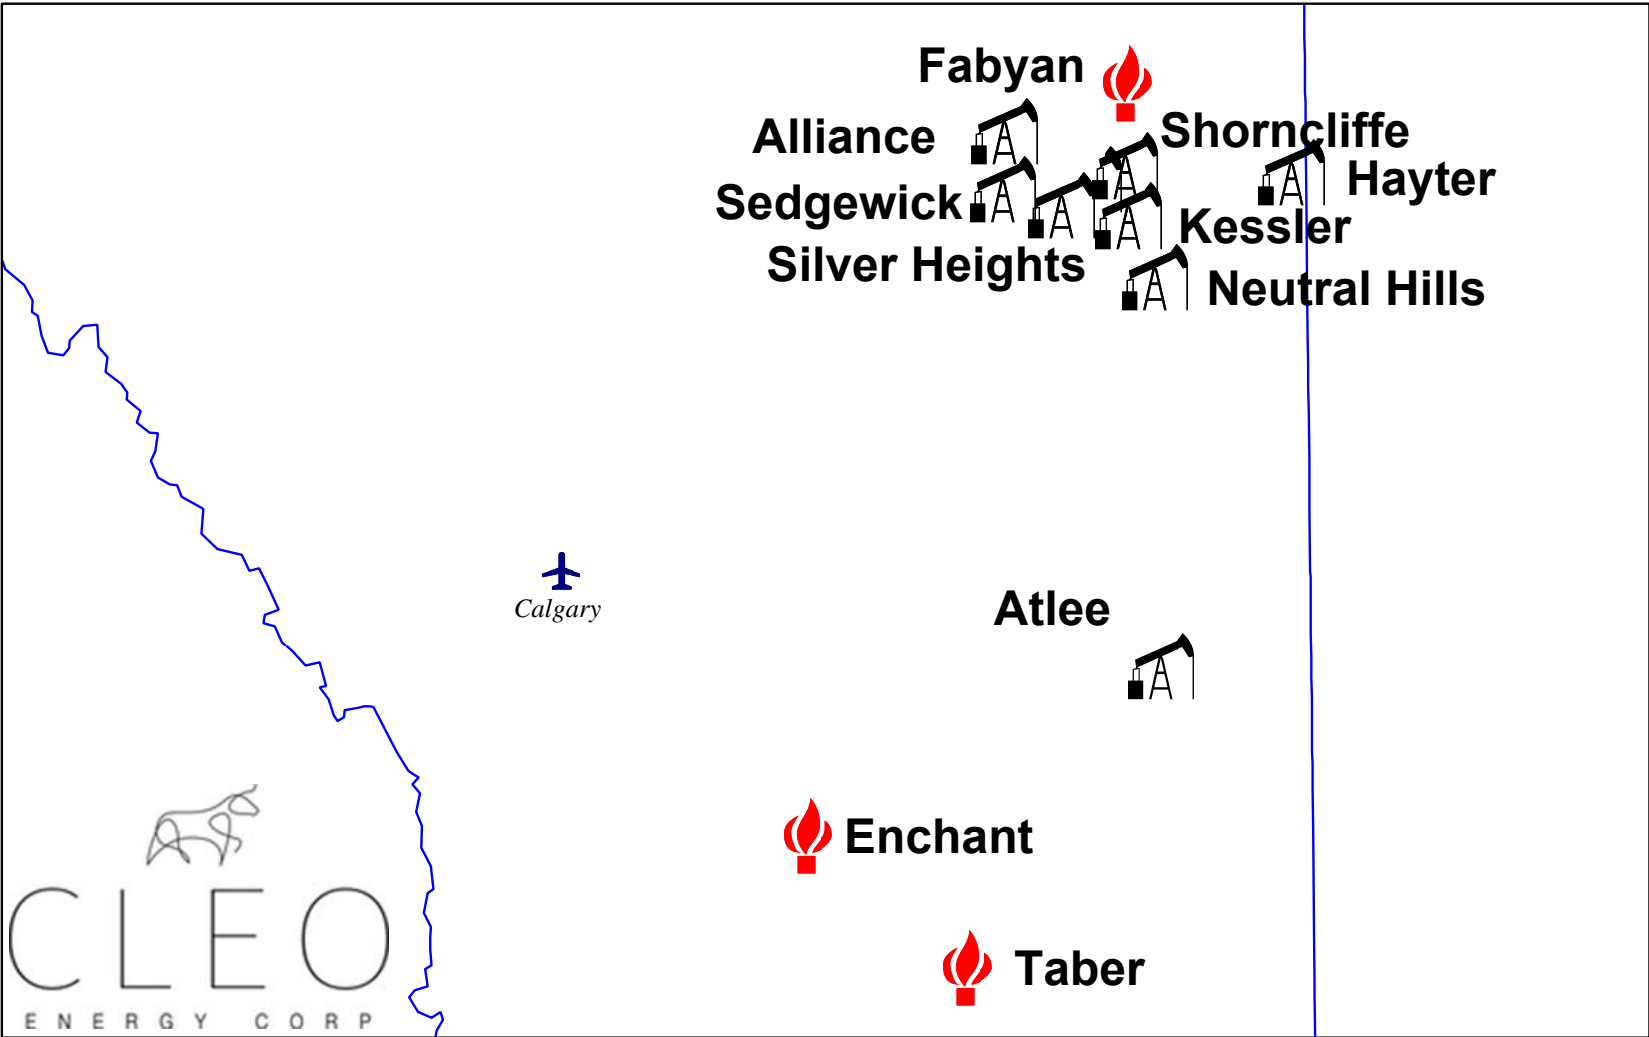 Fabyan
Shorncliffe
Alliance
Hayter
Sedgewick
Kessler
Silver Heights
Neutral Hills
Calgary
Atlee
Enchant
CLEO
ENERGY CORP
Taber